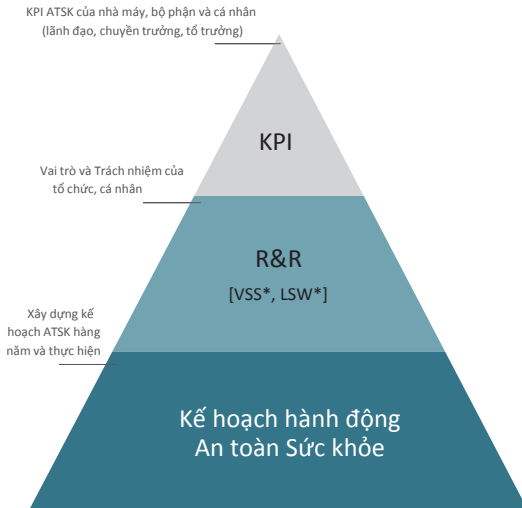 KPI ATSK của nhà máy, bộ phận và cá nhân
(lãnh đạo, chuyền trưởng, tổ trưởng)
KPI
Vai trò và Trách nhiệm của
tổ chức, cá nhân
R&R
[VSS*, LSW*]
Xây dựng kế
hoạch ATSK hàng
năm và thực hiện
Kế hoạch hành động
An toàn Sức khỏe